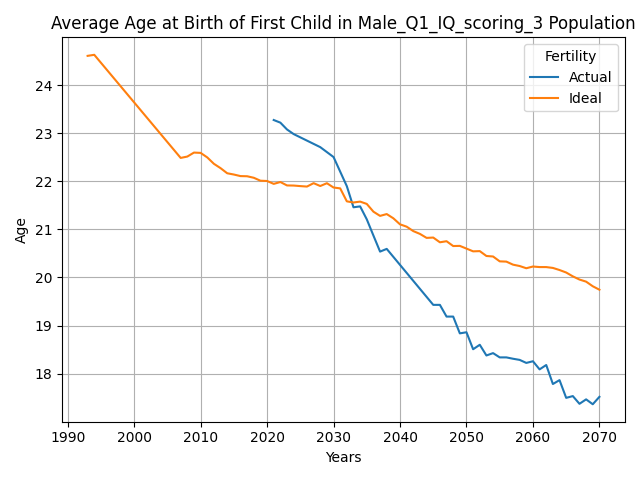 Average Age at Birth of First Child in Male_Q1_IQ_scoring_3 Population
Fertility
Actual
Ideal
Age
24
23
22
21
20
19
18
1990 2000 2010 2020 2030 2040 2050 2060 2070
Years